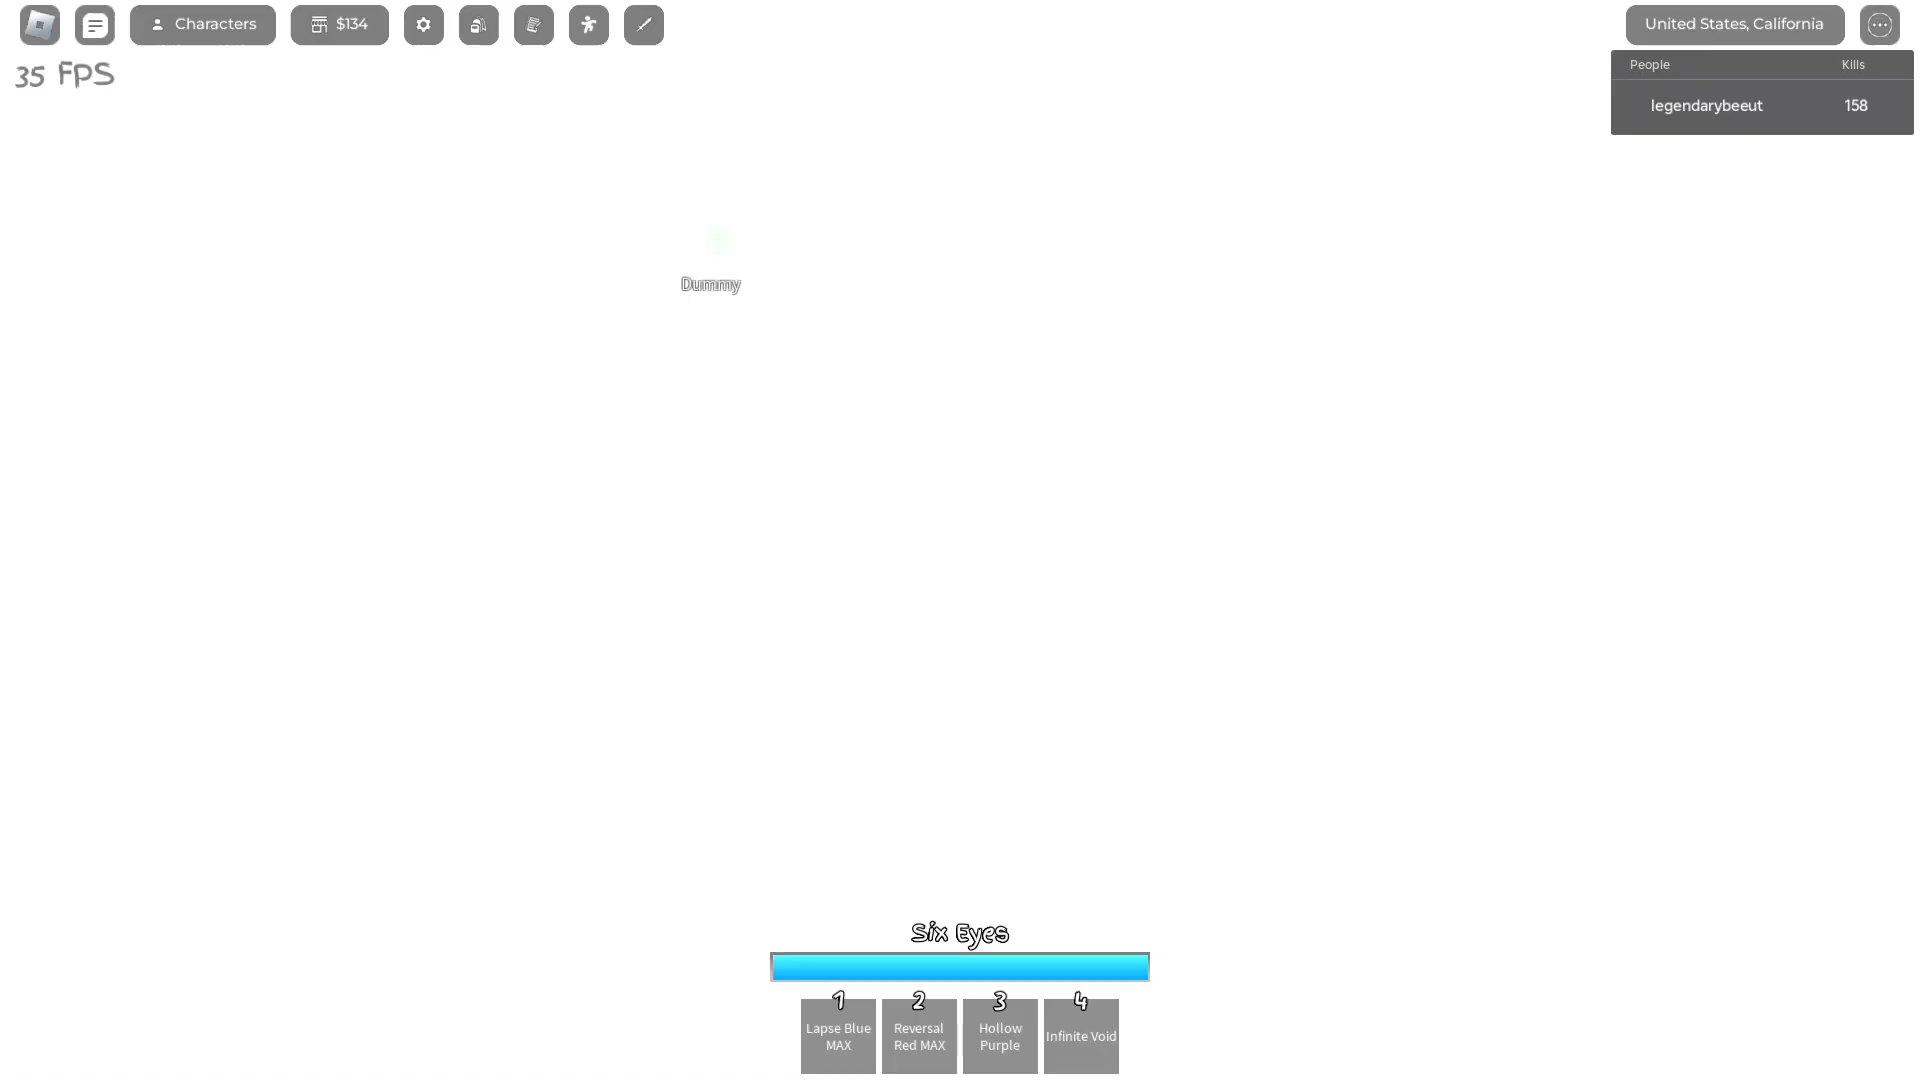 Characters
$134
United States, California
35 FPS
People Kills
legendarybeeut 158
Dummy
Six Eyes
1 2 3 4
Lapse Blue MAX
Reversal Red MAX
Hollow Purple
Infinite Void